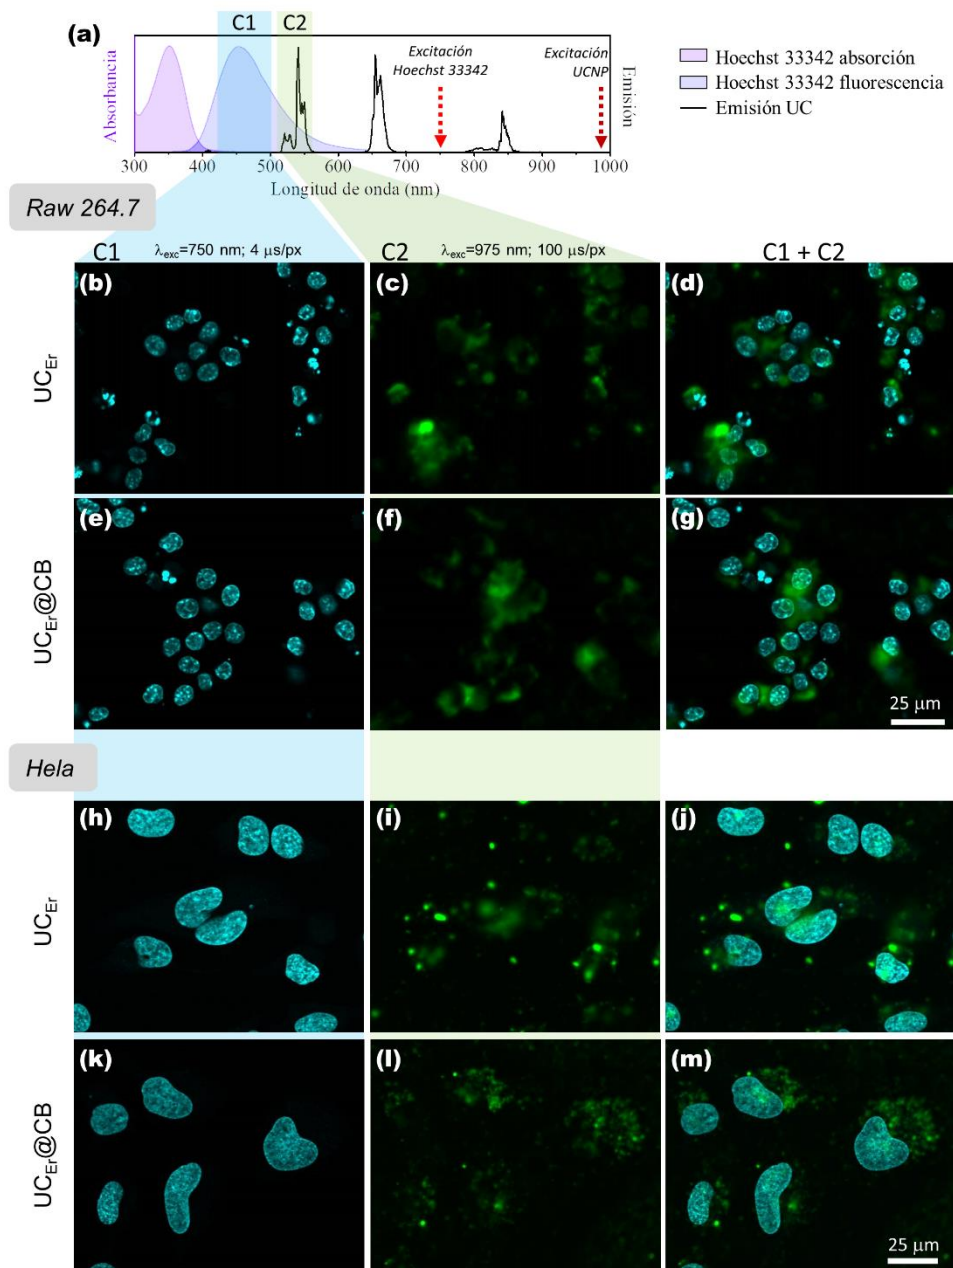 C1 C2
(a)
Absorbancia
Excitación
Hoechst 33342
Excitación
UCNP
Emisión
Hoechst 33342 absorción
Hoechst 33342 fluorescencia
Emisión UC
300 400 500 600 700 800 900 1000
Longitud de onda (nm)
Raw 264.7
C1 λexc=750 nm; 4 μs/px
C2 λexc=975 nm; 100 μs/px
C1 + C2
UCEr
(b) (c) (d)
UCEr@CB
(e) (f) (g)
25 μm
Hela
UCEr
(h) (i) (j)
UCEr@CB
(k) (l) (m)
25 μm